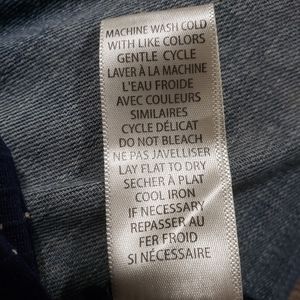 MACHINE WASH COLD
WITH LIKE COLORS
GENTLE CYCLE
LAVER À LA MACHINE
L'EAU FROIDE
AVEC COULEURS
SIMILAIRES
CYCLE DÉLICAT
DO NOT BLEACH
NE PAS JAVELLISER
LAY FLAT TO DRY
SECHER À PLAT
COOL IRON
IF NECESSARY
REPASSER AU
FER FROID
SI NÉCESSAIRE